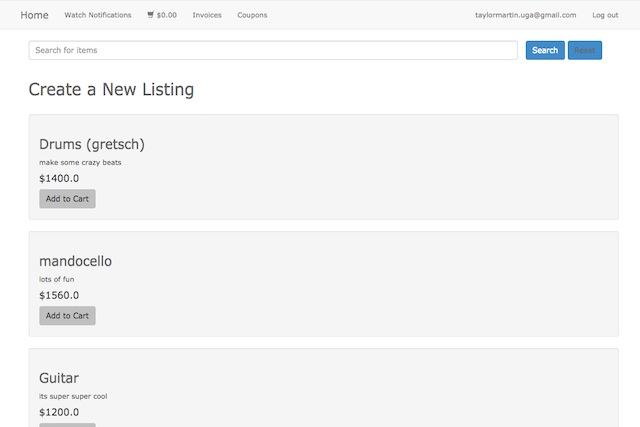 Home Watch Notifications $0.00 Invoices Coupons taylormartin.uga@gmail.com Log out
Search for items Search Reset
Create a New Listing
Drums (gretsch)
make some crazy beats
$1400.0
Add to Cart
mandocello
lots of fun
$1560.0
Add to Cart
Guitar
its super super cool
$1200.0